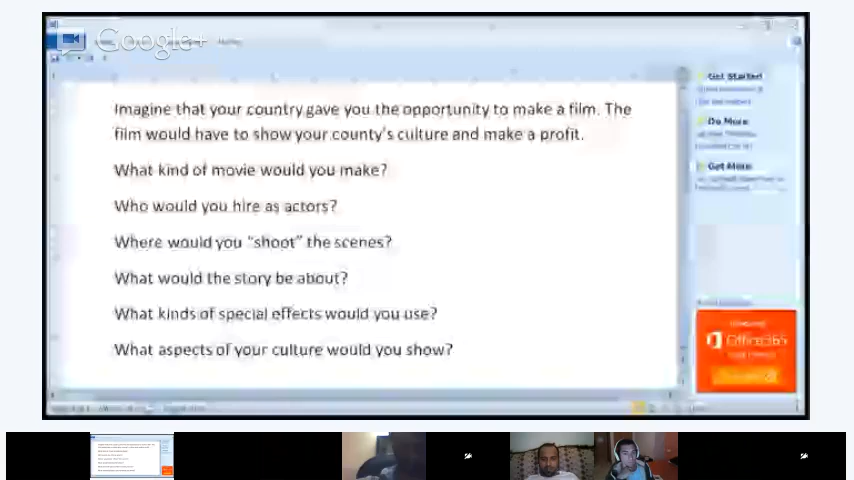 Google+
Imagine that your country gave you the opportunity to make a film. The
film would have to show your county's culture and make a profit.
What kind of movie would you make?
Who would you hire as actors?
Where would you "shoot" the scenes?
What would the story be about?
What kinds of special effects would you use?
What aspects of your culture would you show?
Get Started
Do More
Get More
Office365